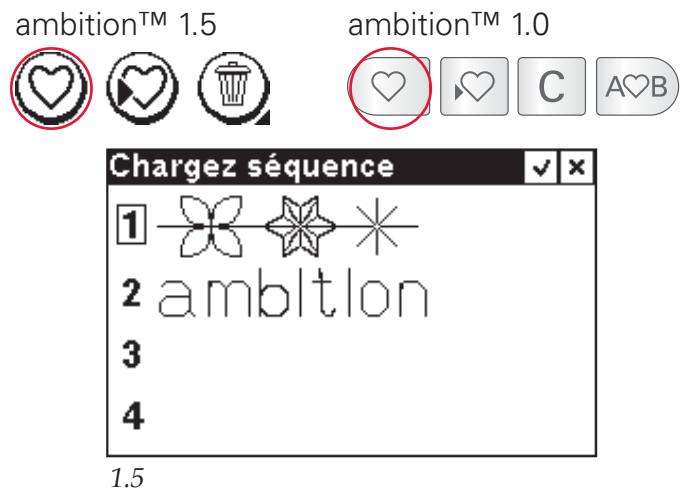 ambition™ 1.5
ambition™ 1.0
C
A♡B
Chargez séquence
1
2 ambition
3
4
1.5